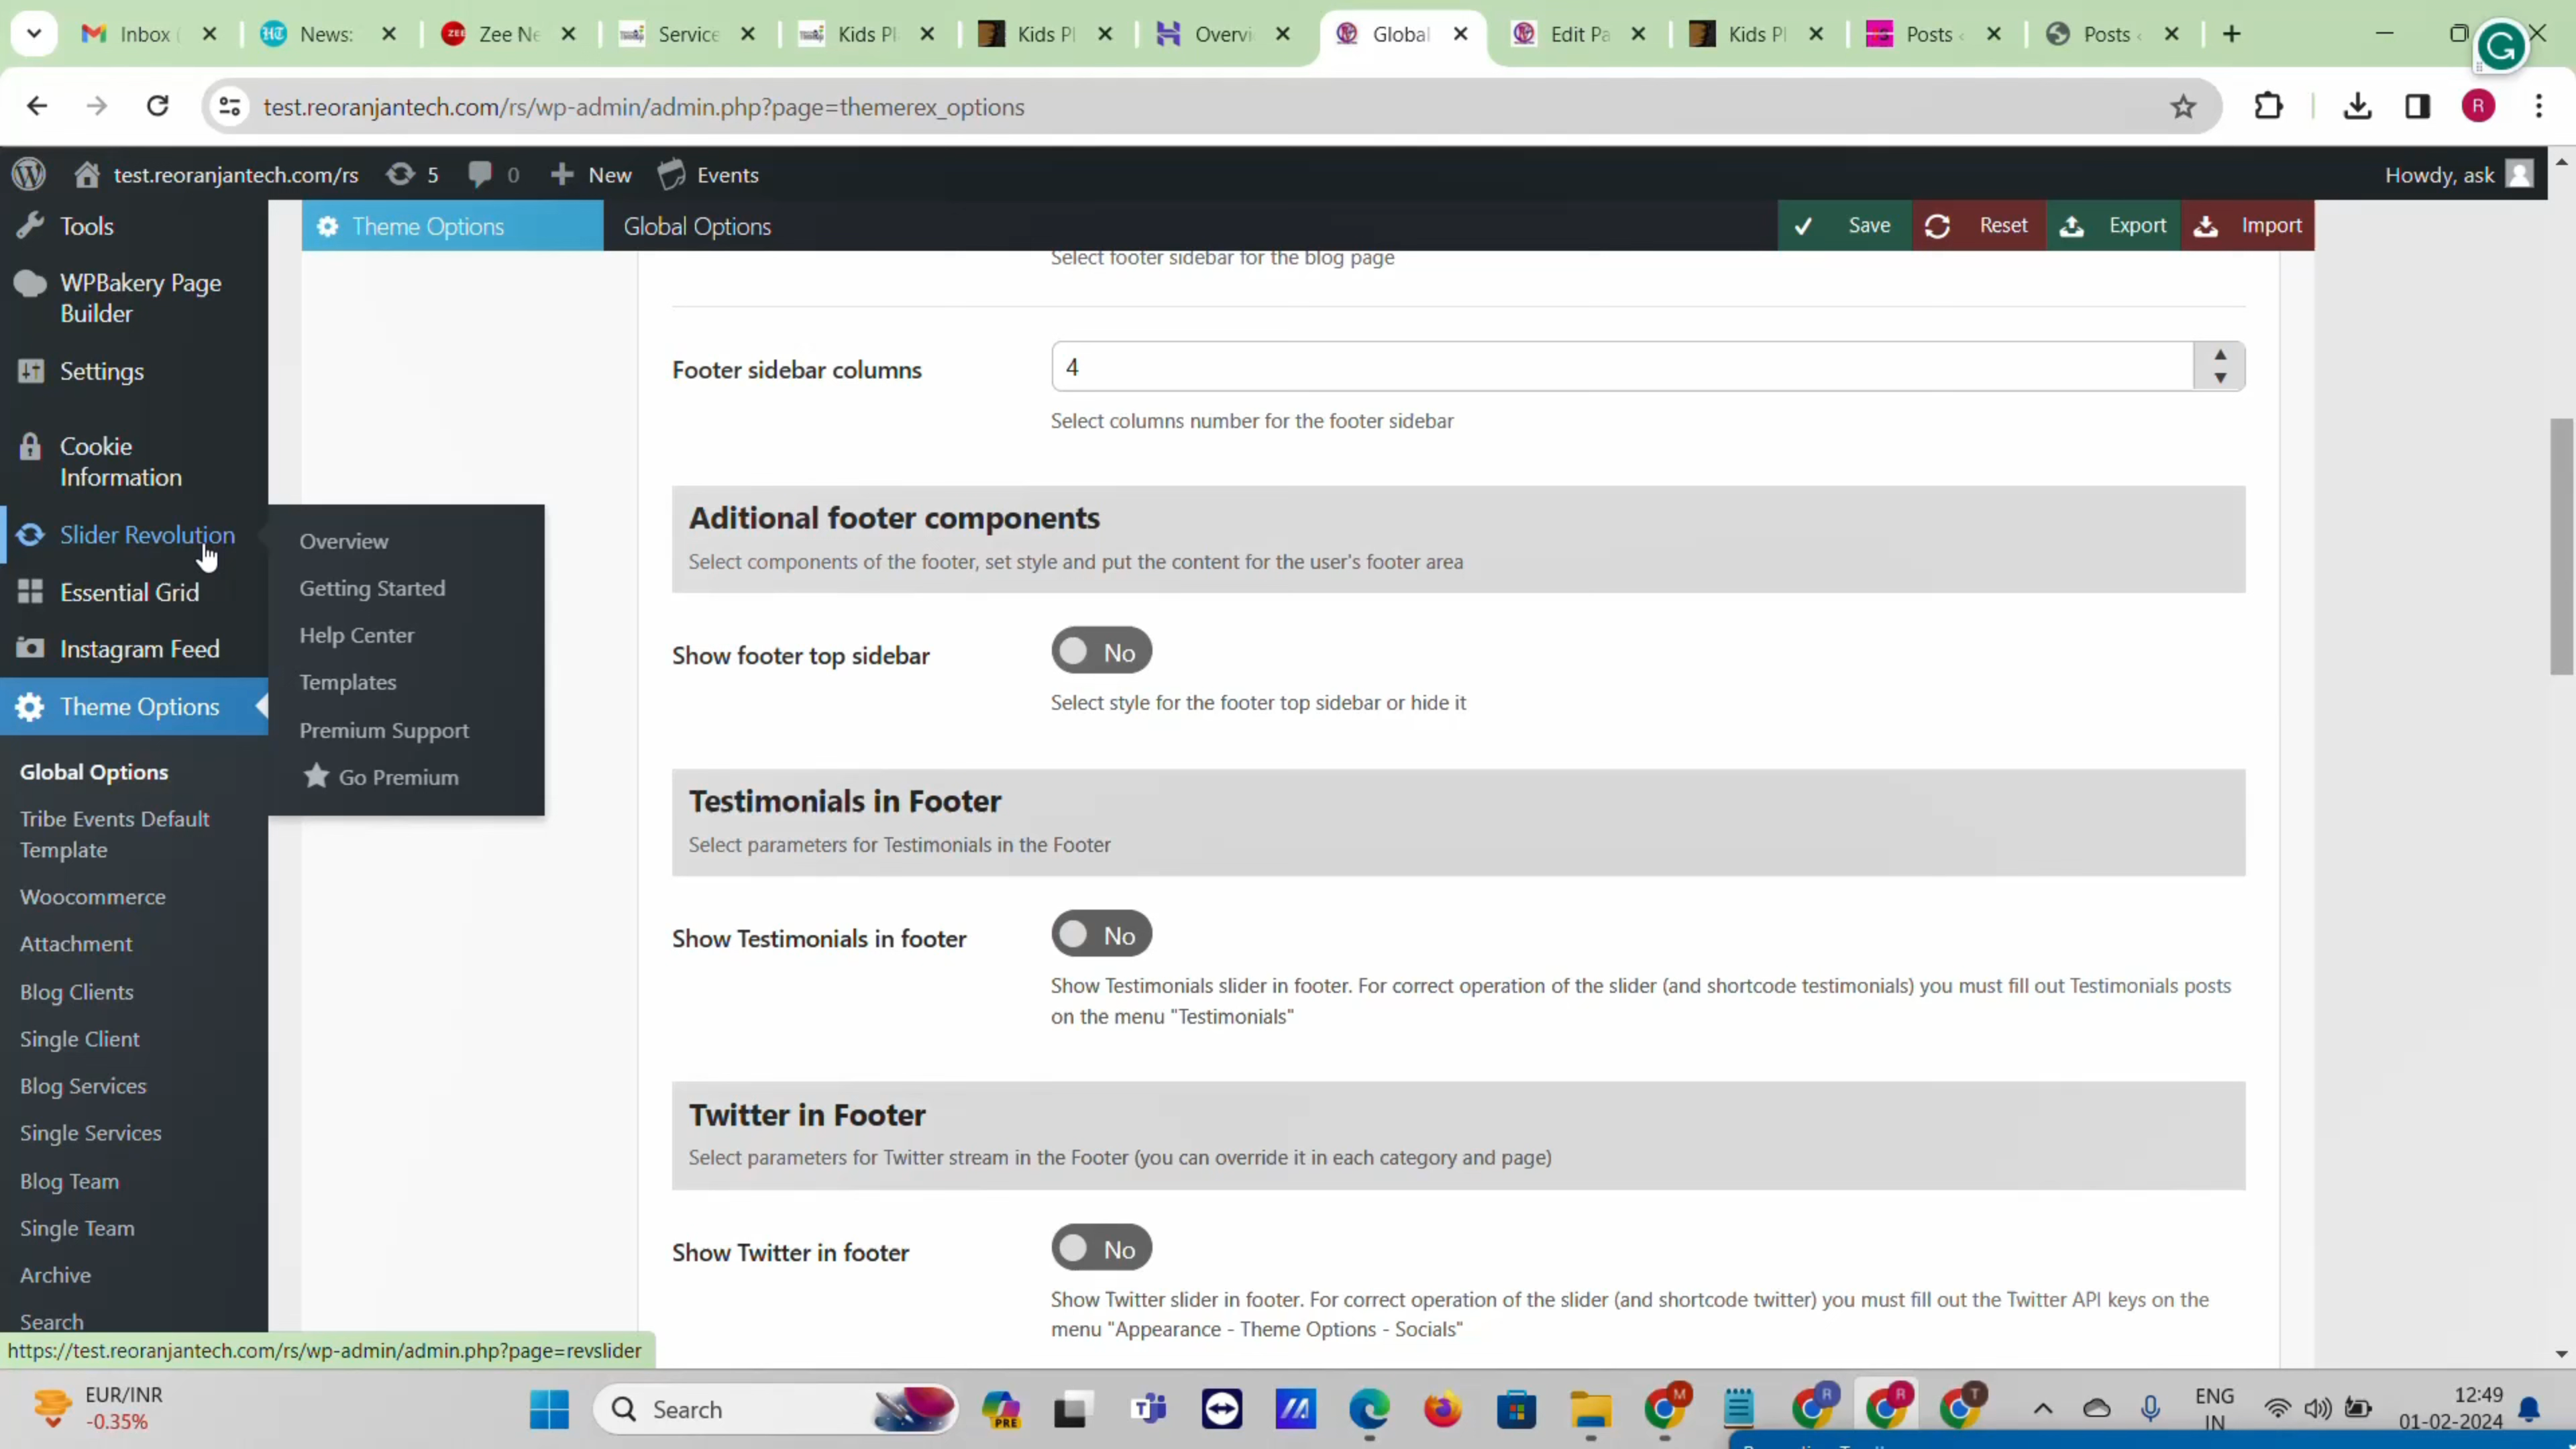 Inbox (
News:
Zee Ne
Service
Kids Pl
Kids Pl
Overvi
Global
Edit Pa
Kids Pl
Posts
Posts
test.reoranjantech.com/rs/wp-admin/admin.php?page=themerex_options
R
test.reoranjantech.com/rs
5
0
New
Events
Howdy, ask
Tools
WPBakery Page
Builder
Settings
Cookie
Information
Slider Revolution
Essential Grid
Instagram Feed
Theme Options
Global Options
Tribe Events Default
Template
Woocommerce
Attachment
Blog Clients
Single Client
Blog Services
Single Services
Blog Team
Single Team
Archive
Search
Overview
Getting Started
Help Center
Templates
Premium Support
Go Premium
Theme Options
Global Options
Save
Reset
Export
Import
Select footer sidebar for the blog page
Footer sidebar columns
4
Select columns number for the footer sidebar
Aditional footer components
Select components of the footer, set style and put the content for the user's footer area
Show footer top sidebar
No
Select style for the footer top sidebar or hide it
Testimonials in Footer
Select parameters for Testimonials in the Footer
Show Testimonials in footer
No
Show Testimonials slider in footer. For correct operation of the slider (and shortcode testimonials) you must fill out Testimonials posts
on the menu "Testimonials"
Twitter in Footer
Select parameters for Twitter stream in the Footer (you can override it in each category and page)
Show Twitter in footer
No
Show Twitter slider in footer. For correct operation of the slider (and shortcode twitter) you must fill out the Twitter API keys on the
menu "Appearance - Theme Options - Socials"
https://test.reoranjantech.com/rs/wp-admin/admin.php?page=revslider
EUR/INR
-0.35%
Search
PRE
M
R
R
T
ENG
IN
12:49
01-02-2024